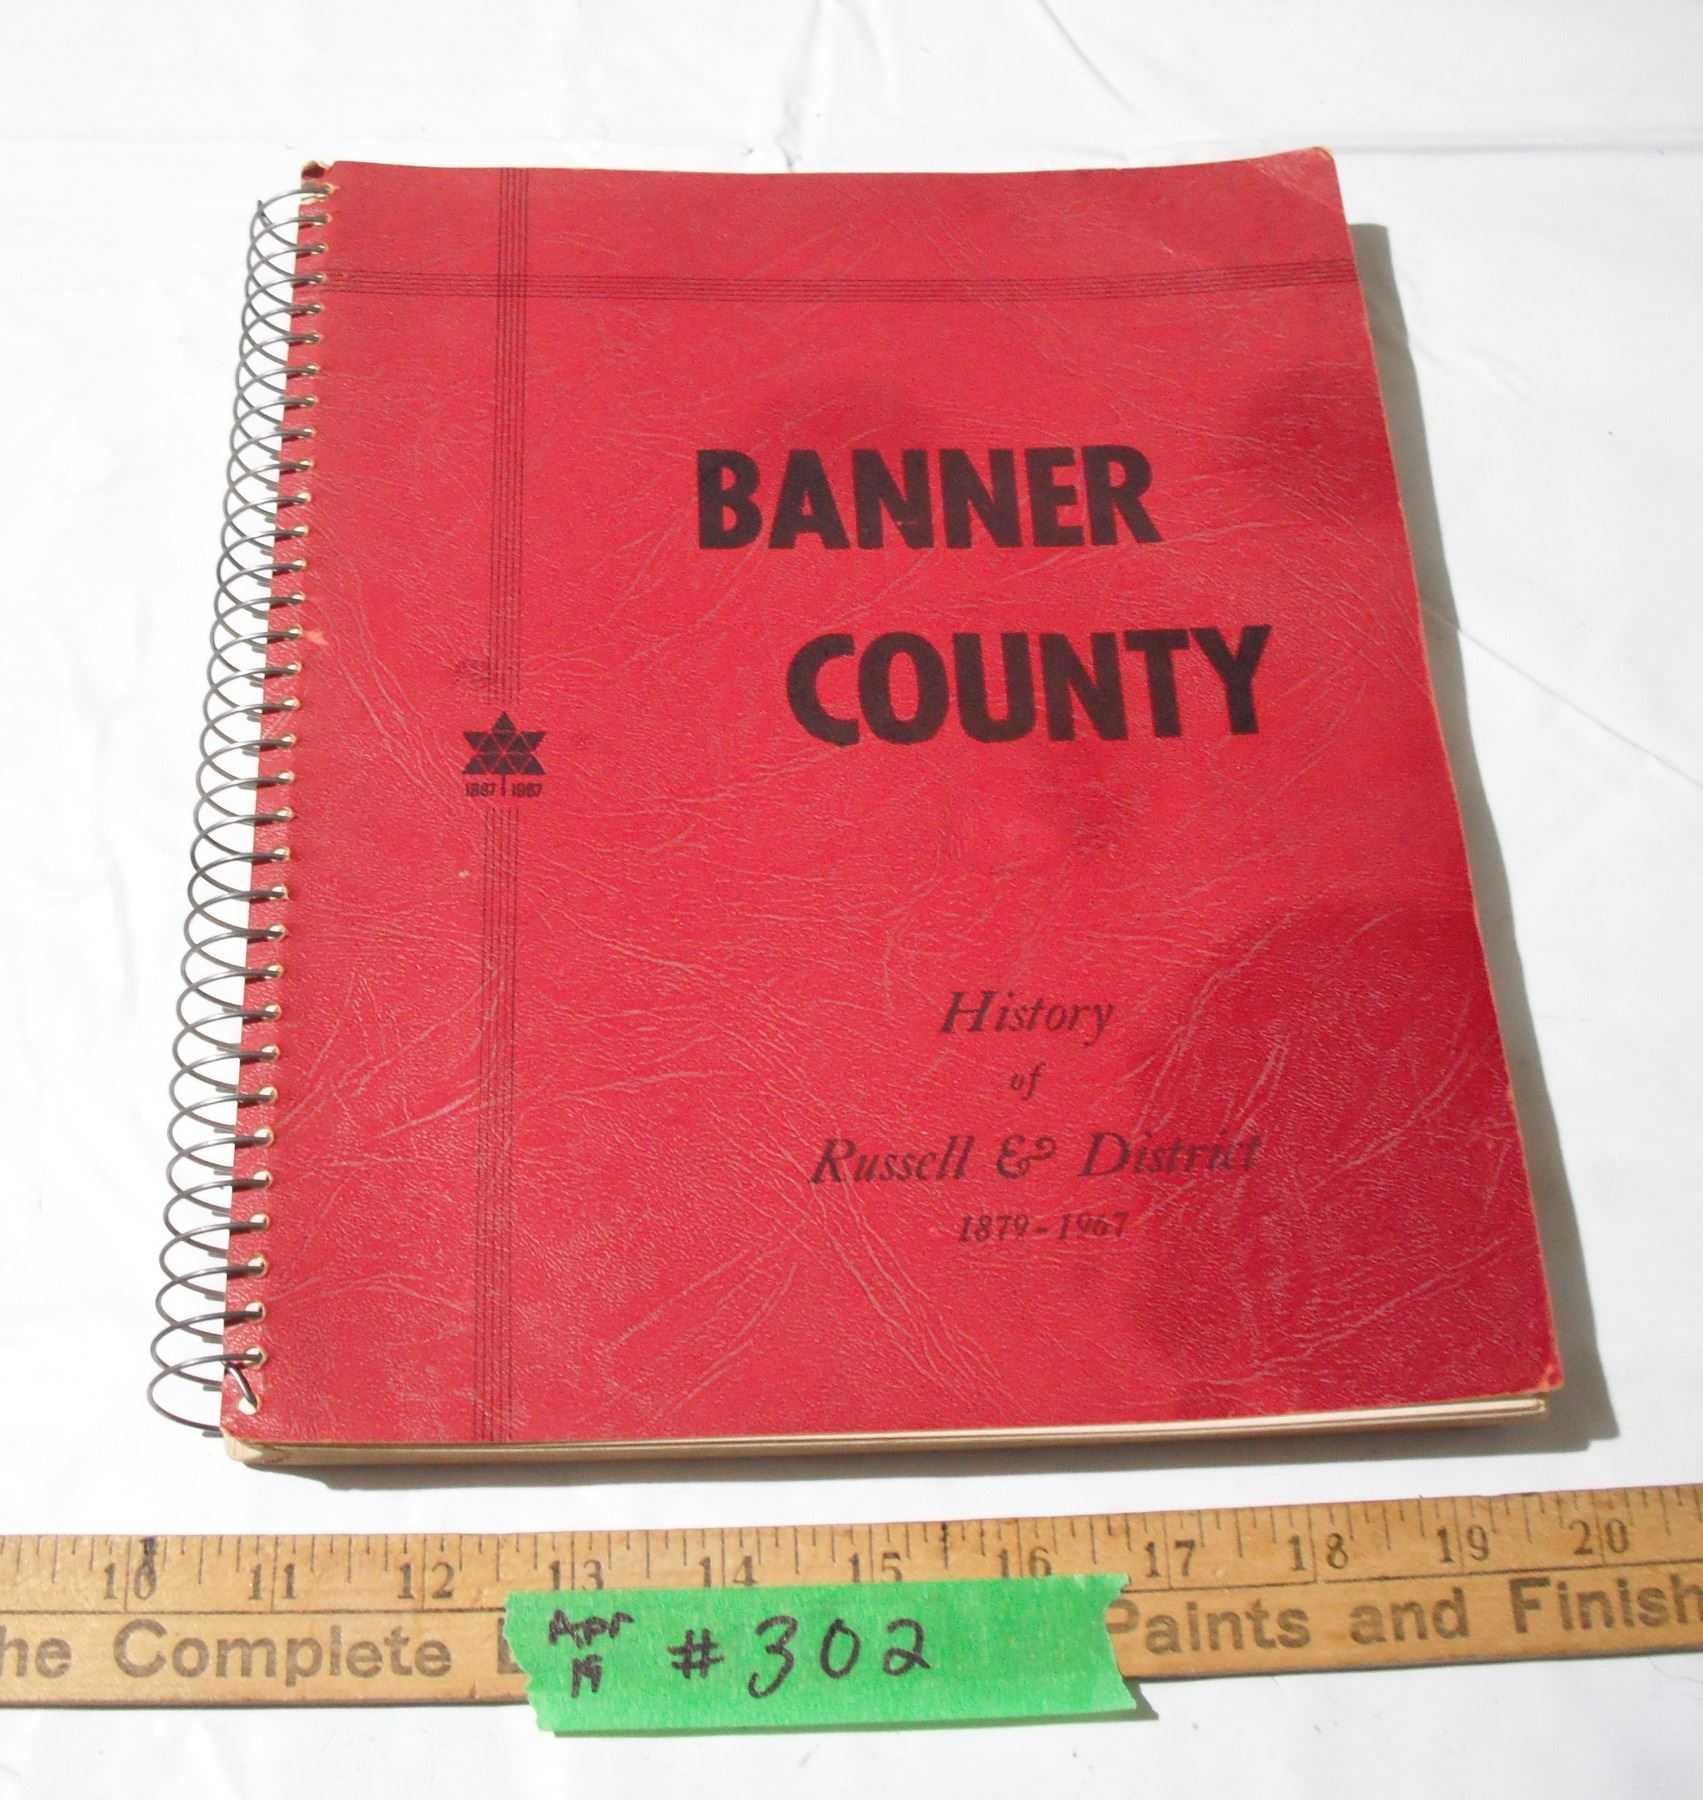 BANNER
COUNTY
1867 1967
History
of
Russell & District
1879-1967
10 11 12 13 14 15 16 17 18 19 20
he Complete Paints and Finish
Apr
19
#302